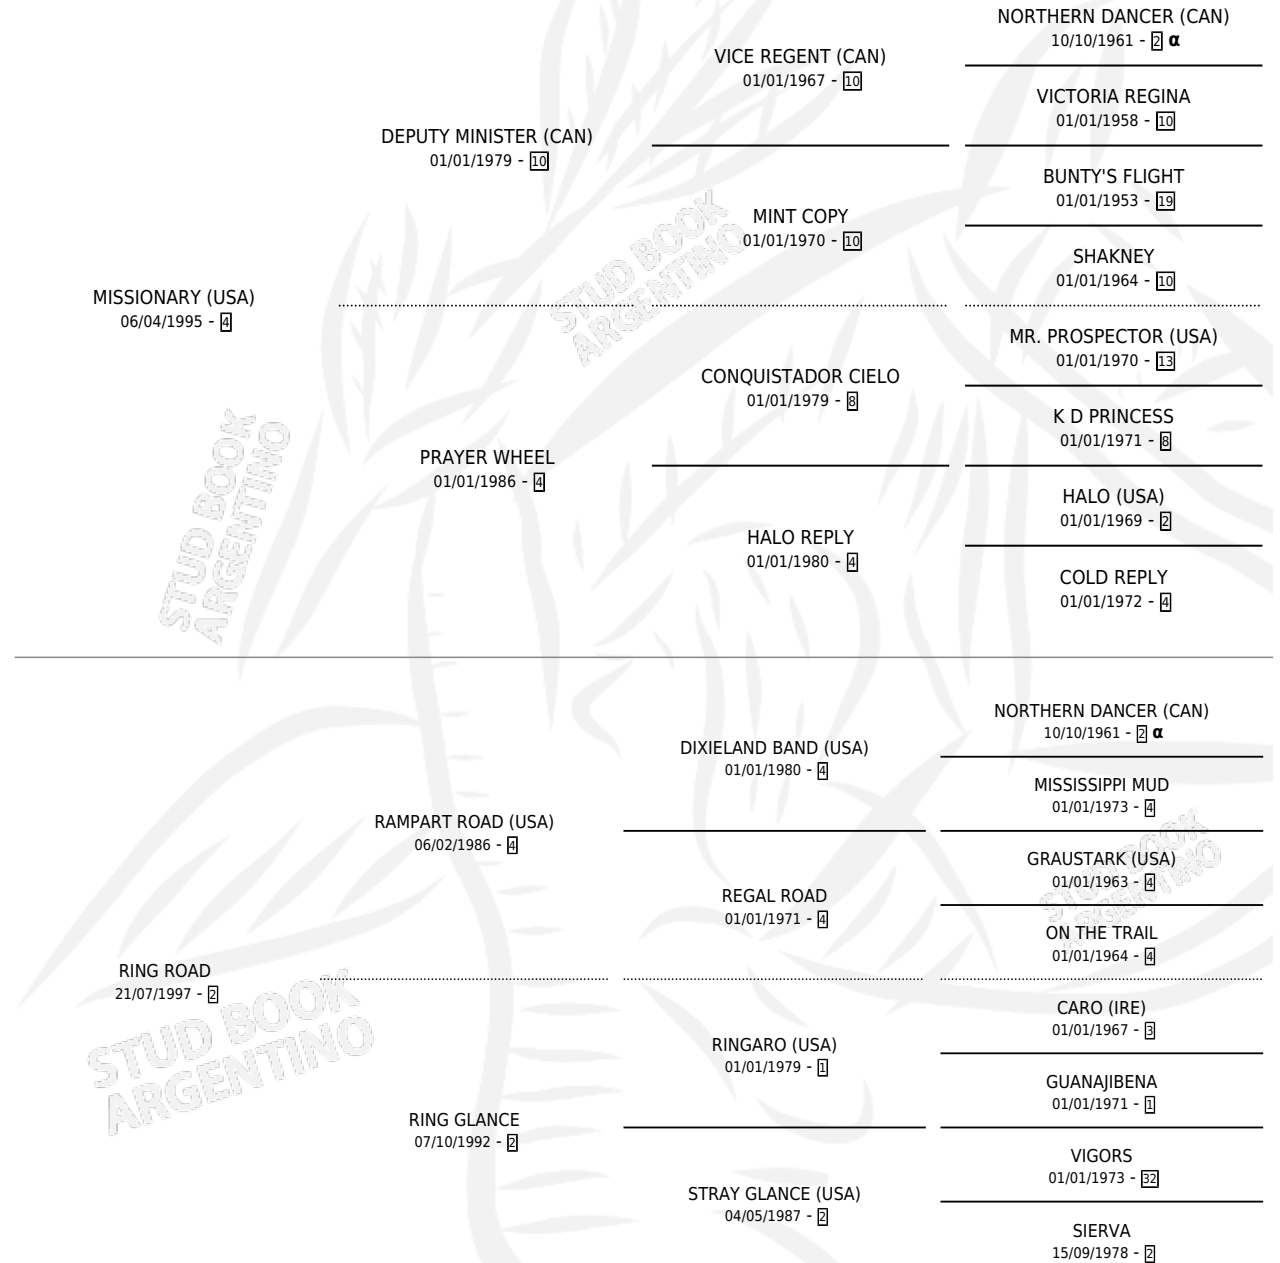 NORTHERN DANCER (CAN)
10/10/1961 - 2 α
VICE REGENT (CAN)
01/01/1967 - 10
VICTORIA REGINA
01/01/1958 - 10
DEPUTY MINISTER (CAN)
01/01/1979 - 10
BUNTY'S FLIGHT
01/01/1953 - 19
MINT COPY
01/01/1970 - 10
SHAKNEY
01/01/1964 - 10
STUD BOOK
ARGENTINO
MISSIONARY (USA)
06/04/1995 - 4
MR. PROSPECTOR (USA)
01/01/1970 - 13
CONQUISTADOR CIELO
01/01/1979 - 8
K D PRINCESS
01/01/1971 - 8
PRAYER WHEEL
01/01/1986 - 4
HALO (USA)
01/01/1969 - 2
HALO REPLY
01/01/1980 - 4
COLD REPLY
01/01/1972 - 4
STUD BOOK
ARGENTINO
NORTHERN DANCER (CAN)
10/10/1961 - 2 α
DIXIELAND BAND (USA)
01/01/1980 - 4
MISSISSIPPI MUD
01/01/1973 - 4
RAMPART ROAD (USA)
06/02/1986 - 4
GRAUSTARK (USA)
01/01/1963 - 4
STUD BOOK
ARGENTINO
REGAL ROAD
01/01/1971 - 4
ON THE TRAIL
01/01/1964 - 4
RING ROAD
21/07/1997 - 2
STUD BOOK
ARGENTINO
CARO (IRE)
01/01/1967 - 3
RINGARO (USA)
01/01/1979 - 1
GUANAJIBENA
01/01/1971 - 1
RING GLANCE
07/10/1992 - 2
VIGORS
01/01/1973 - 32
STRAY GLANCE (USA)
04/05/1987 - 2
SIERVA
15/09/1978 - 2